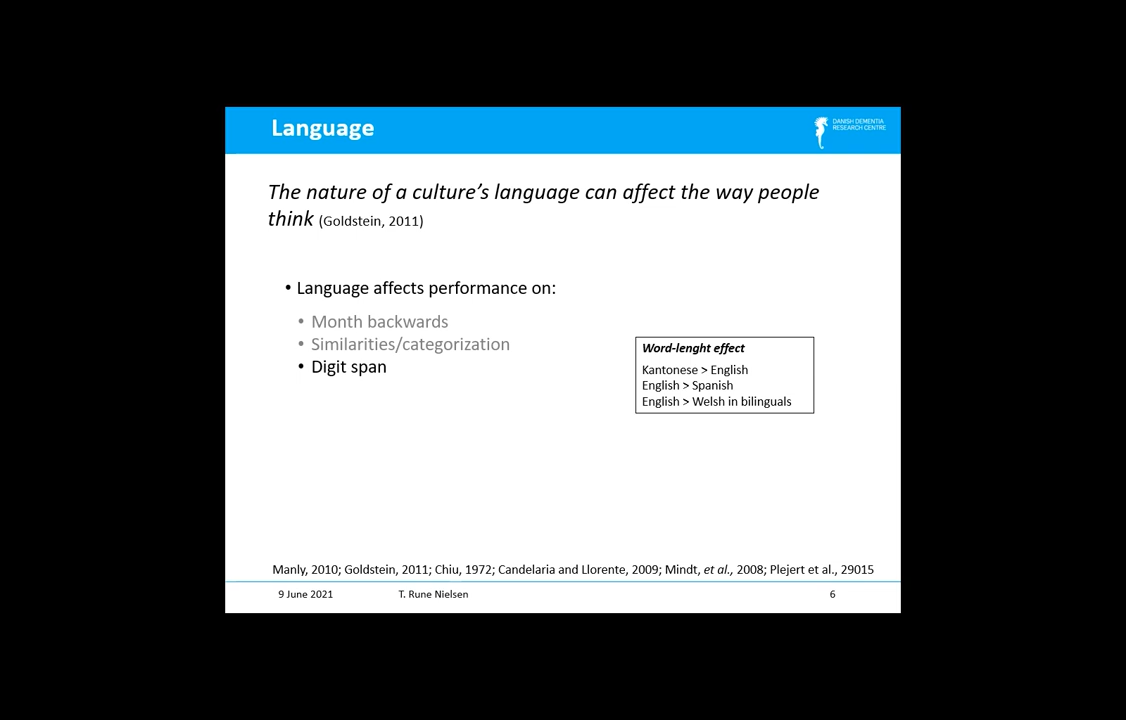 Language
DANISH DEMENTIA
RESEARCH CENTRE
The nature of a culture’s language can affect the way people
think (Goldstein, 2011)
• Language affects performance on:
• Month backwards
• Similarities/categorization
• Digit span
Word-lenght effect
Kantonese > English
English > Spanish
English > Welsh in bilinguals
Manly, 2010; Goldstein, 2011; Chiu, 1972; Candelaria and Llorente, 2009; Mindt, et al., 2008; Plejert et al., 29015
9 June 2021 T. Rune Nielsen 6